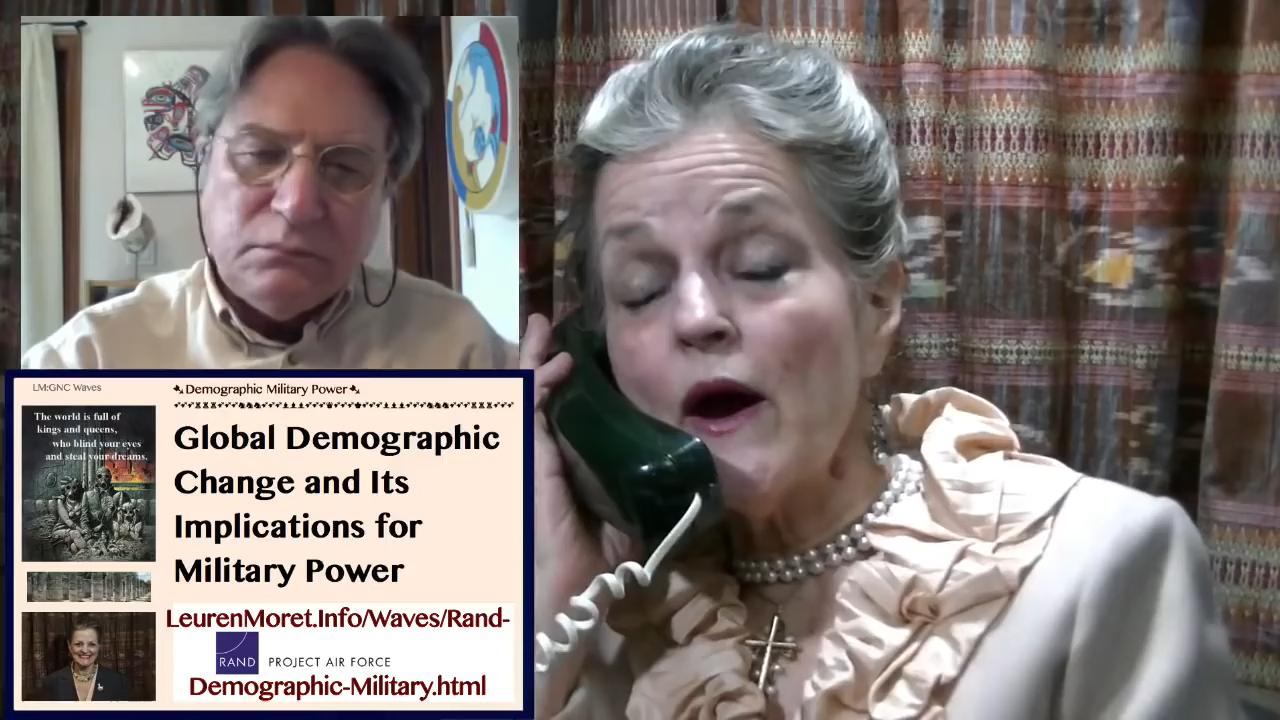 LM:GNC Waves
Demographic Military Power
The world is full of
kings and queens,
who blind your eyes
and steal your dreams.
Global Demographic
Change and Its
Implications for
Military Power
LeurenMoret.Info/Waves/Rand-
RAND PROJECT AIR FORCE
Demographic-Military.html